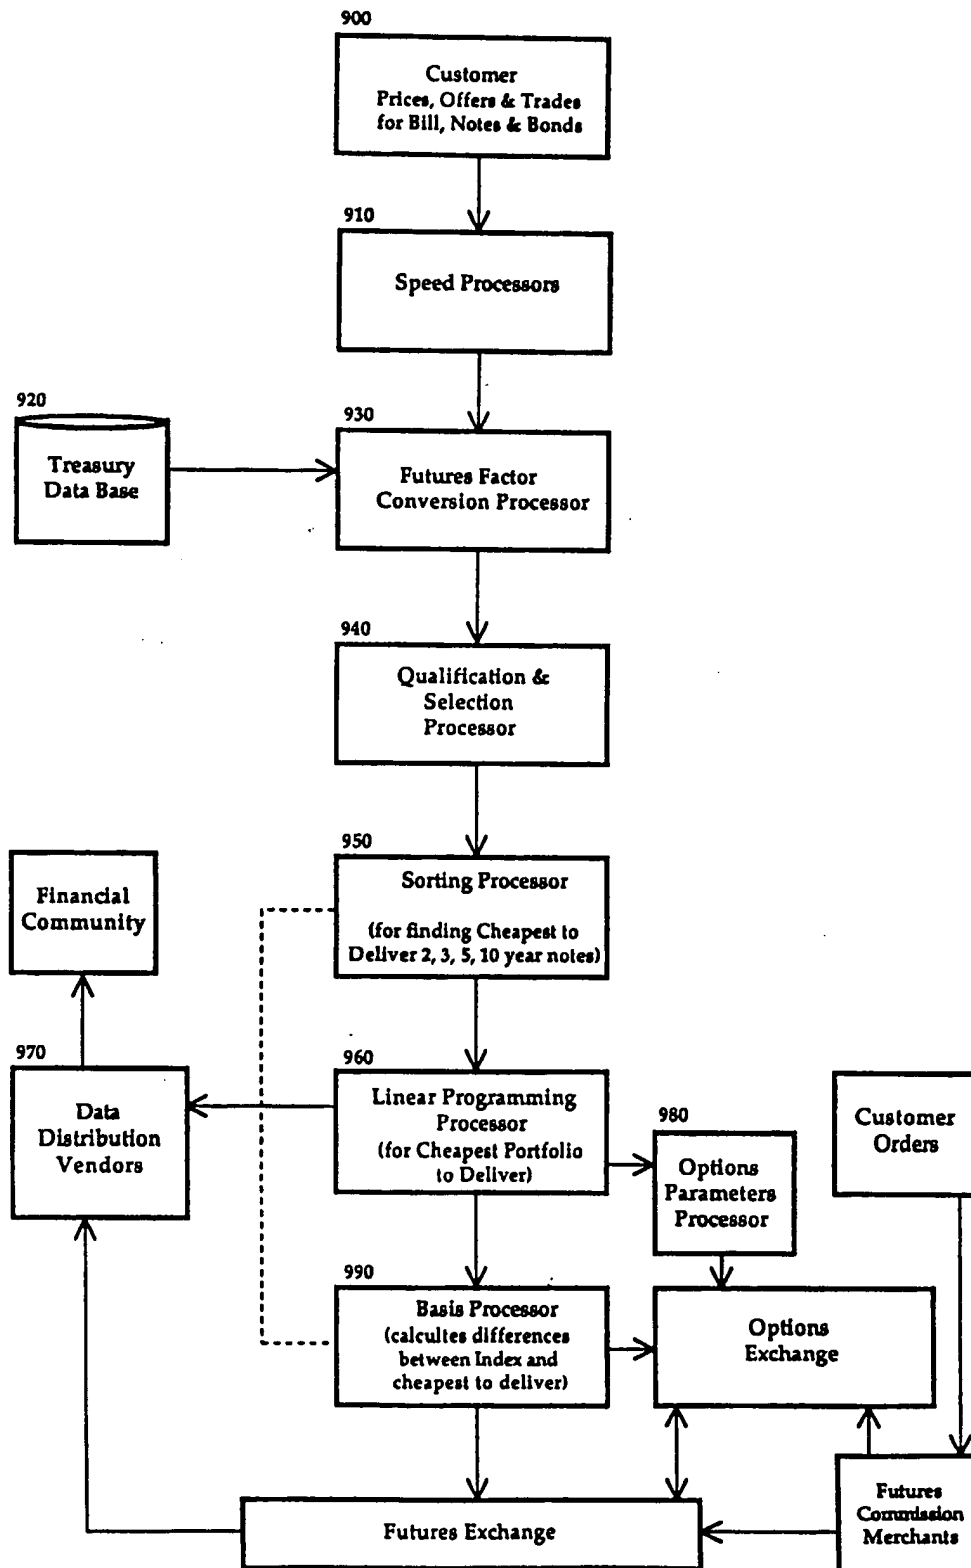 900
Customer
Prices, Offers & Trades
for Bill, Notes & Bonds
910
Speed Processors
920
Treasury
Data Base
930
Futures Factor
Conversion Processor
940
Qualification &
Selection
Processor
950
Sorting Processor
(for finding Cheapest to
Deliver 2, 3, 5, 10 year notes)
Financial
Community
960
Linear Programming
Processor
(for Cheapest Portfolio
to Deliver)
970
Data
Distribution
Vendors
980
Options
Parameters
Processor
Customer
Orders
990
Basis Processor
(calcultes differences
between Index and
cheapest to deliver)
Options
Exchange
Futures Exchange
Futures
Commission
Merchants